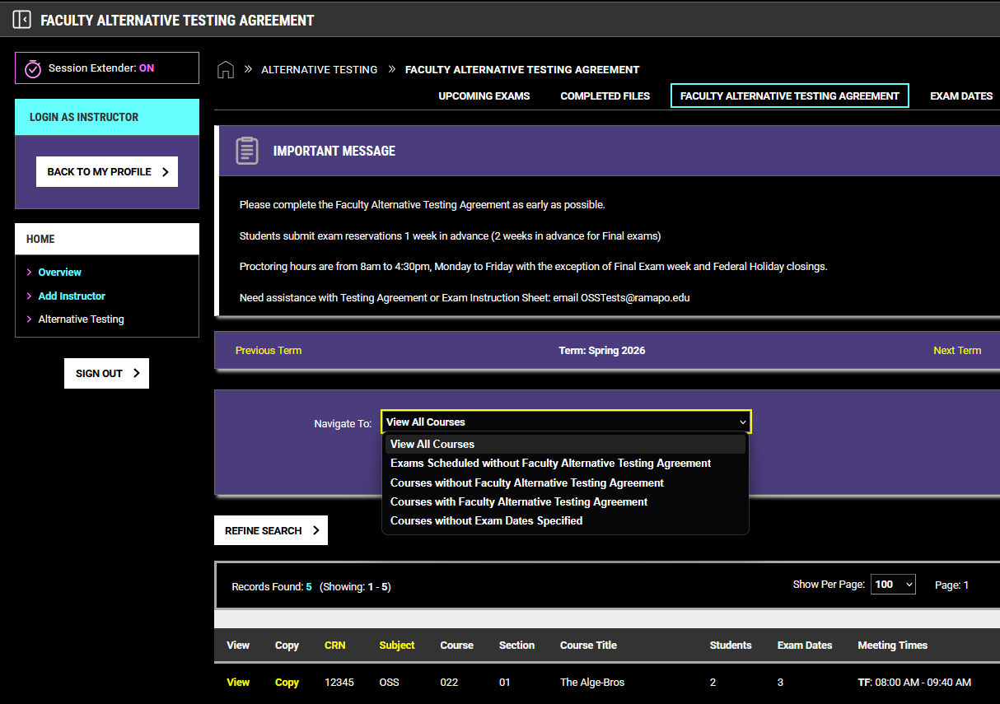 FACULTY ALTERNATIVE TESTING AGREEMENT
Session Extender: ON
LOGIN AS INSTRUCTOR
BACK TO MY PROFILE
HOME
Overview
Add Instructor
Alternative Testing
SIGN OUT
» ALTERNATIVE TESTING » FACULTY ALTERNATIVE TESTING AGREEMENT
UPCOMING EXAMS COMPLETED FILES FACULTY ALTERNATIVE TESTING AGREEMENT EXAM DATES
IMPORTANT MESSAGE
Please complete the Faculty Alternative Testing Agreement as early as possible.
Students submit exam reservations 1 week in advance (2 weeks in advance for Final exams)
Proctoring hours are from 8am to 4:30pm, Monday to Friday with the exception of Final Exam week and Federal Holiday closings.
Need assistance with Testing Agreement or Exam Instruction Sheet: email OSSTests@ramapo.edu
Previous Term Term: Spring 2026 Next Term
Navigate To: View All Courses
View All Courses
Exams Scheduled without Faculty Alternative Testing Agreement
Courses without Faculty Alternative Testing Agreement
Courses with Faculty Alternative Testing Agreement
Courses without Exam Dates Specified
REFINE SEARCH
Records Found: 5 (Showing: 1 - 5) Show Per Page: 100 Page: 1
View Copy CRN Subject Course Section Course Title Students Exam Dates Meeting Times
View Copy 12345 OSS 022 01 The Alge-Bros 2 3 TF: 08:00 AM - 09:40 AM